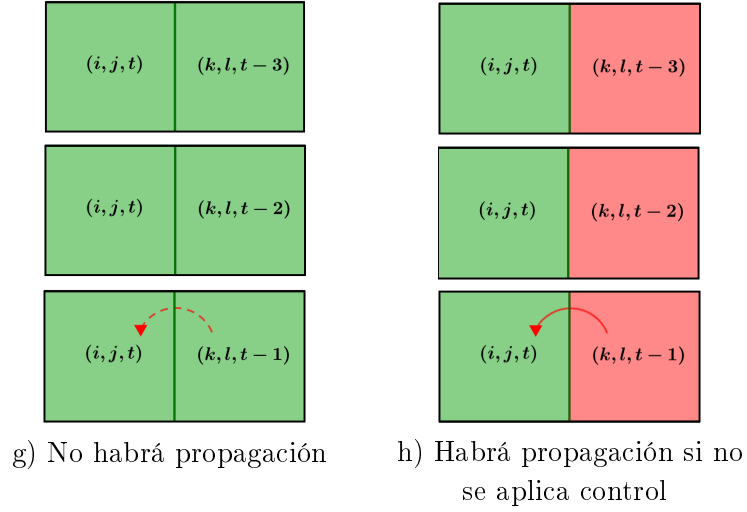 (i, j, t) (k, l, t − 3)
(i, j, t) (k, l, t − 2)
(i, j, t) (k, l, t − 1)
g) No habrá propagación
(i, j, t) (k, l, t − 3)
(i, j, t) (k, l, t − 2)
(i, j, t) (k, l, t − 1)
h) Habrá propagación si no
se aplica control